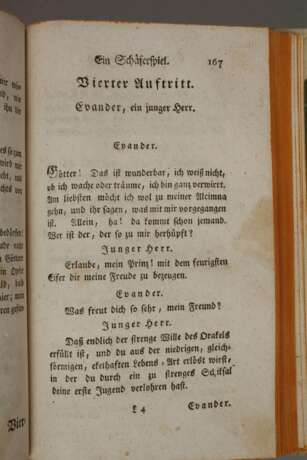 Ein Schäferspiel. 167
Vierter Auftritt.
Evander, ein junger Herr.
Evander.
Götter! Das ist wunderbar, ich weiß nicht,
ob ich wache oder träume, ich bin ganz verwirrt.
Am liebsten möcht ich wol zu meiner Alcimna
gehn, und ihr sagen, was mit mir vorgegangen
ist. Allein, ha! da kommt schon jemand.
Wer ist der, der so zu mir herhüpft?
Junger Herr.
Erlaube, mein Prinz! mit dem feurigsten
Eifer dir meine Freude zu bezeugen.
Evander.
Was freut dich so sehr, mein Freund?
Junger Herr.
Daß endlich der strenge Wille des Orakels
erfüllt ist, und du aus der niedrigen, gleich-
förmigen, ekelhaften Lebens-Art erlöst wirst,
in der du durch ein zu strenges Schiksal
deine erste Jugend verlohren hast.
L 4 Evander.